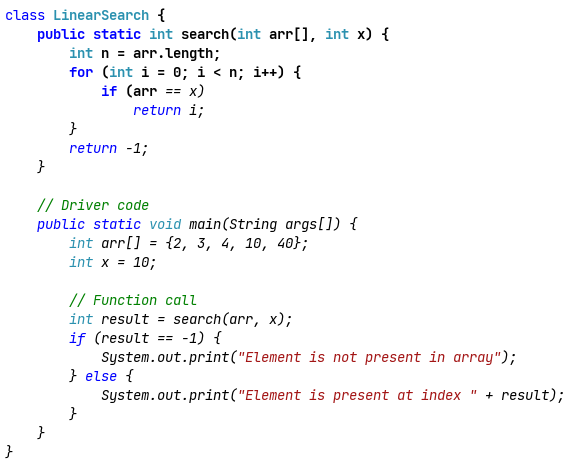 class LinearSearch {
    public static int search(int arr[], int x) {
        int n = arr.length;
        for (int i = 0; i < n; i++) {
            if (arr == x)
                return i;
        }
        return -1;
    }

    // Driver code
    public static void main(String args[]) {
        int arr[] = {2, 3, 4, 10, 40};
        int x = 10;

        // Function call
        int result = search(arr, x);
        if (result == -1) {
            System.out.print("Element is not present in array");
        } else {
            System.out.print("Element is present at index " + result);
        }
    }
}